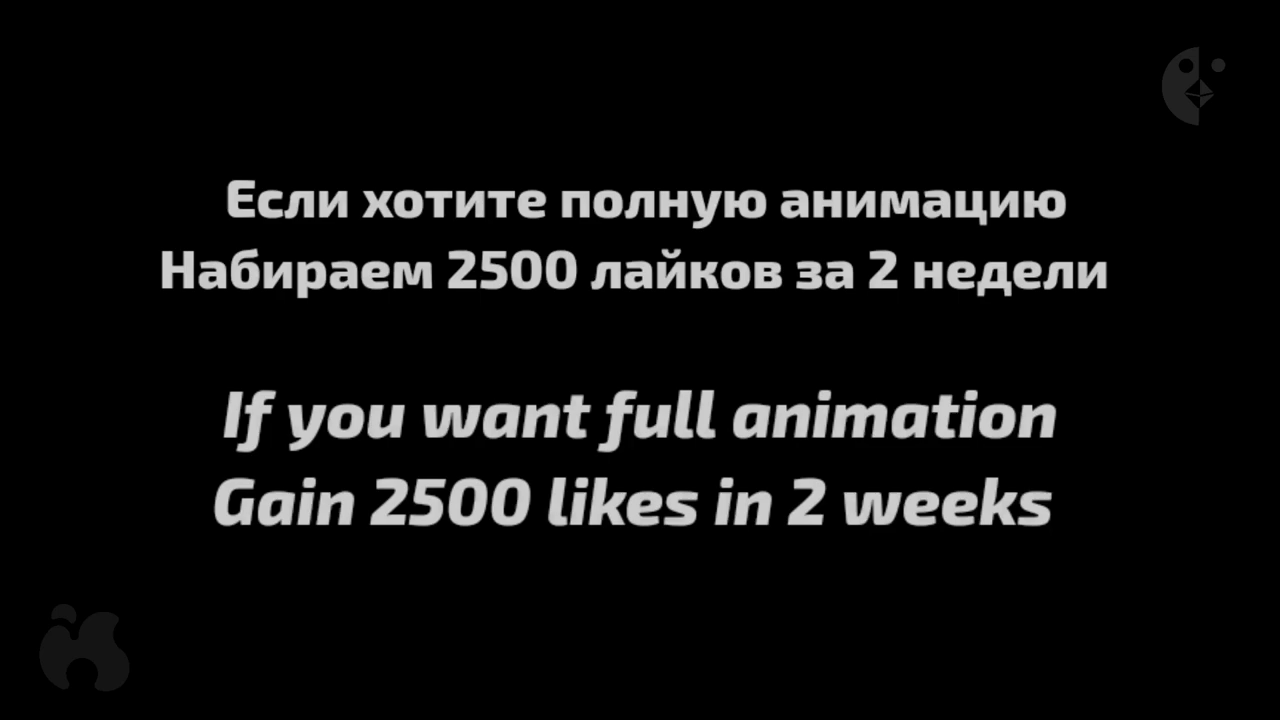 Если хотите полную анимацию
Набираем 2500 лайков за 2 недели
If you want full animation
Gain 2500 likes in 2 weeks